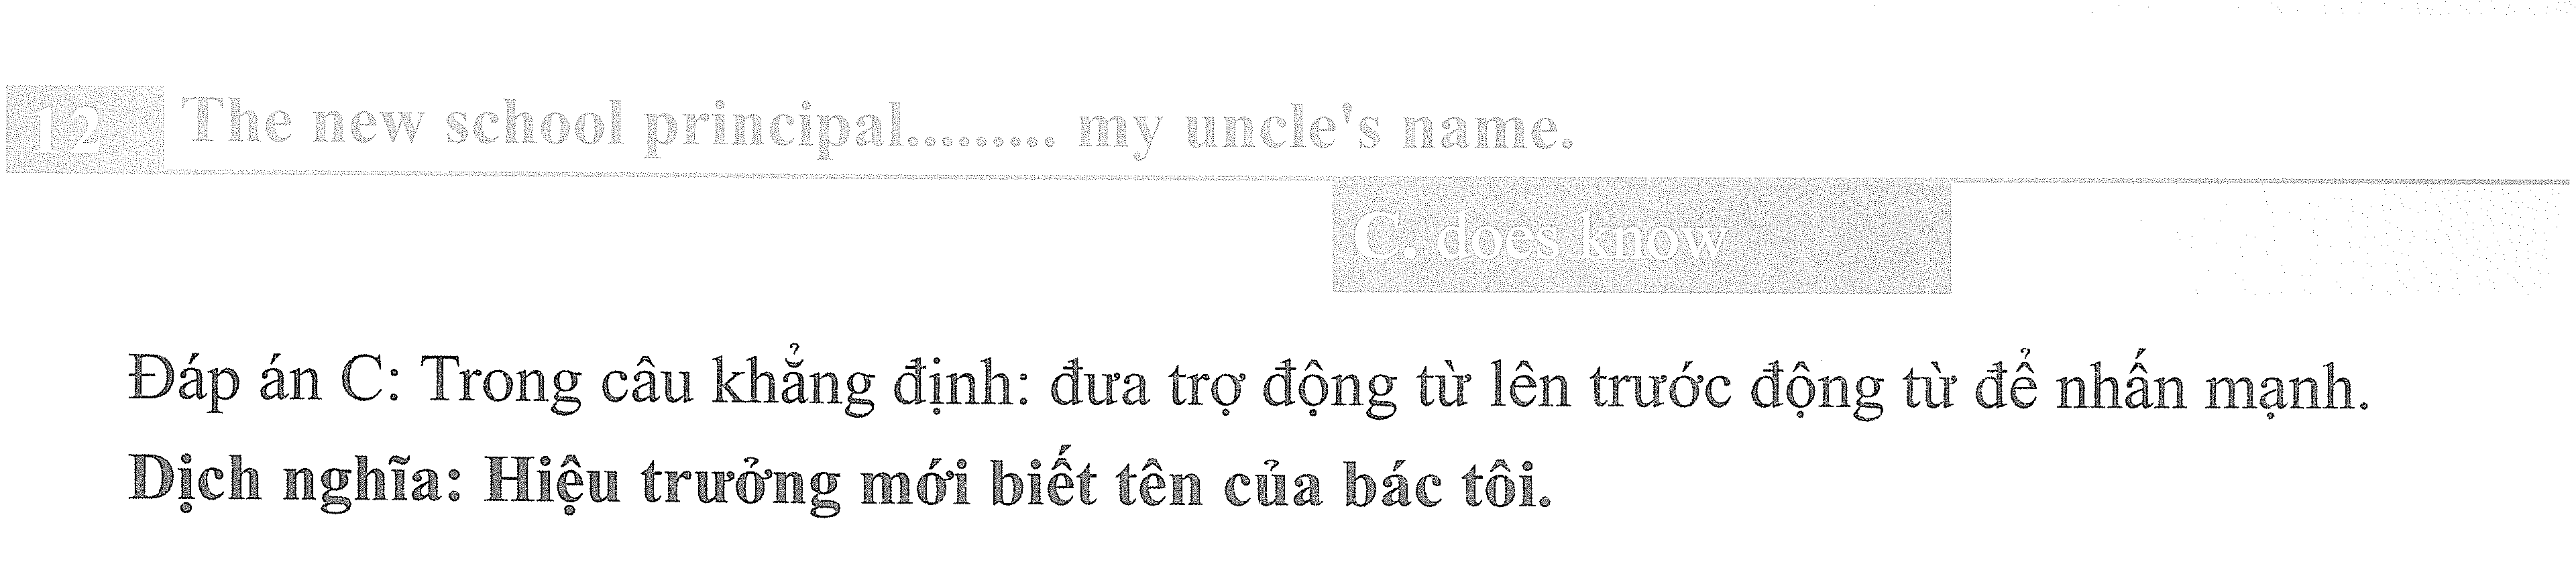 12 The new school principal......... my uncle's name.
C. does know
Đáp án C: Trong câu khẳng định: đưa trợ động từ lên trước động từ để nhấn mạnh.
Dịch nghĩa: Hiệu trưởng mới biết tên của bác tôi.